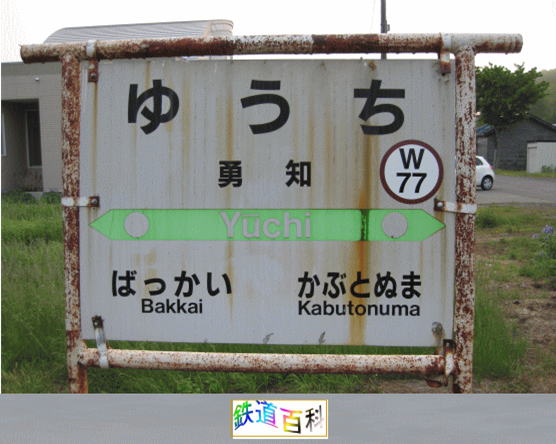 ゆうち
勇知
W
77
Yūchi
ばっかい
Bakkai
かぶとぬま
Kabutonuma
鉄道百科